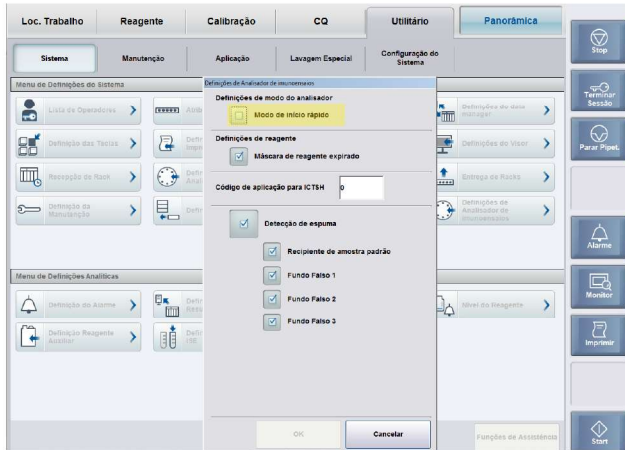 Loc. Trabalho
Reagente
Calibração
CQ
Utilitário
Panorâmica
Sistema
Manutenção
Aplicação
Lavagem Especial
Configuração do
Sistema
Menu de Definições do Sistema
Lista de Operadores
Definição das Teclas
Recepção de Rack
Definição da
Manutenção
Definições de data
manager
Definições do Visor
Entrega de Racks
Definições de
Analisador de
imunoensaios
Menu de Definições Analíticas
Definição do Alarme
Definição Reagente
Auxiliar
ISE
Nível do Reagente
Definições de Analisador de imunoensaios
Definições de modo do analisador
Modo de início rápido
Definições de reagente
Máscara de reagente expirado
Código de aplicação para ICTSH
0
Detecção de espuma
Recipiente de amostra padrão
Fundo Falso 1
Fundo Falso 2
Fundo Falso 3
OK
Cancelar
Funções de Assistência
Stop
Terminar
Sessão
Parar Pipet.
Alarme
Monitor
Imprimir
Start